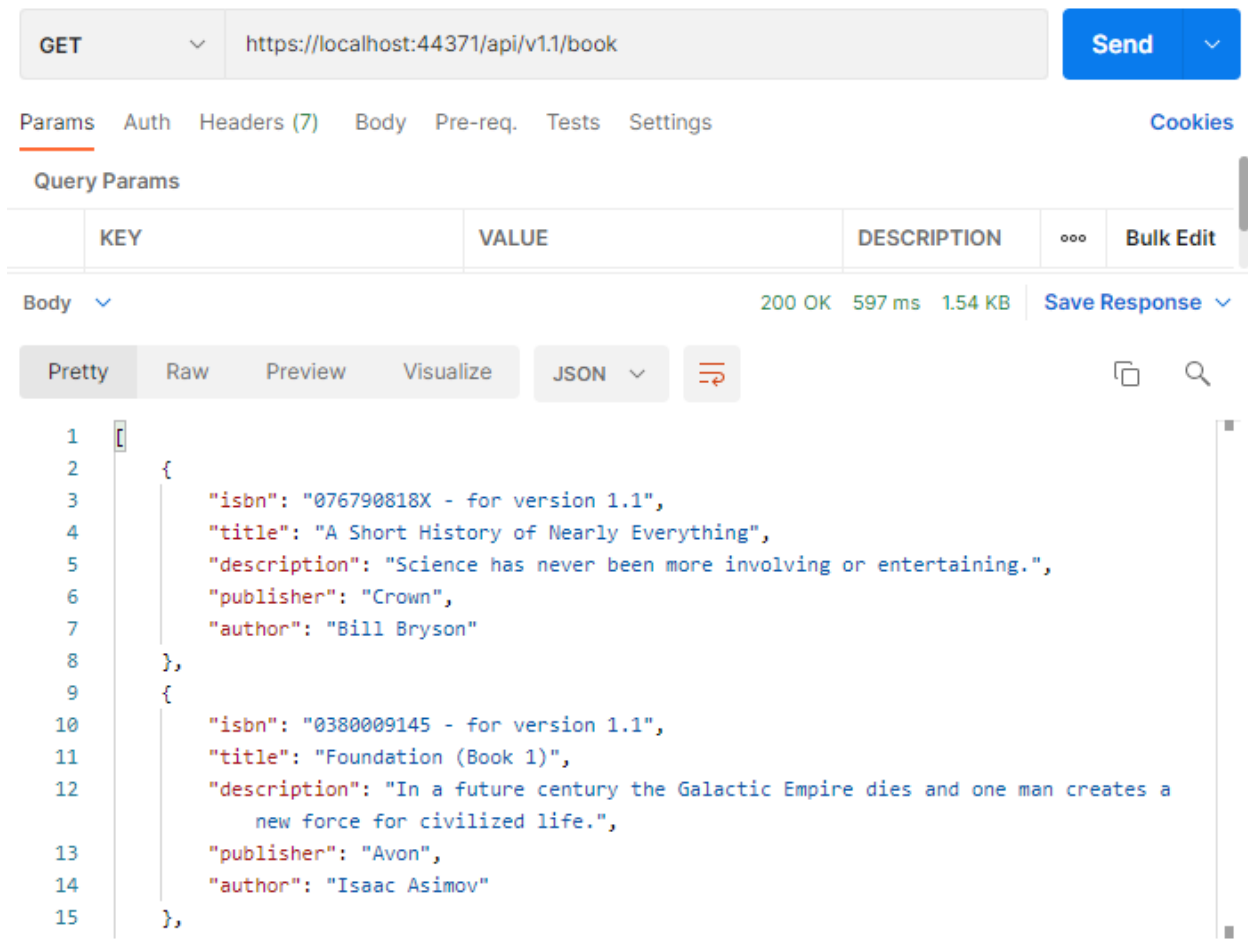 GET https://localhost:44371/api/v1.1/book Send
Params Auth Headers (7) Body Pre-req. Tests Settings Cookies
Query Params
KEY VALUE DESCRIPTION ooo Bulk Edit
Body 200 OK 597 ms 1.54 KB Save Response
Pretty Raw Preview Visualize JSON
1 [
2 {
3 "isbn": "076790818X - for version 1.1",
4 "title": "A Short History of Nearly Everything",
5 "description": "Science has never been more involving or entertaining.",
6 "publisher": "Crown",
7 "author": "Bill Bryson"
8 },
9 {
10 "isbn": "0380009145 - for version 1.1",
11 "title": "Foundation (Book 1)",
12 "description": "In a future century the Galactic Empire dies and one man creates a
new force for civilized life.",
13 "publisher": "Avon",
14 "author": "Isaac Asimov"
15 },